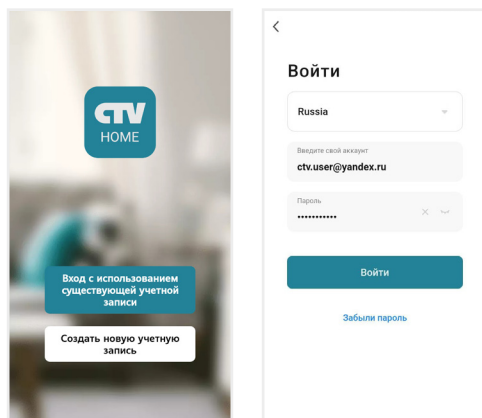 CTV
HOME
Вход с использованием
существующей учетной
записи
Создать новую учетную
запись
Войти
Russia
Введите свой аккаунт
ctv.user@yandex.ru
Пароль
•••••••••••
Войти
Забыли пароль